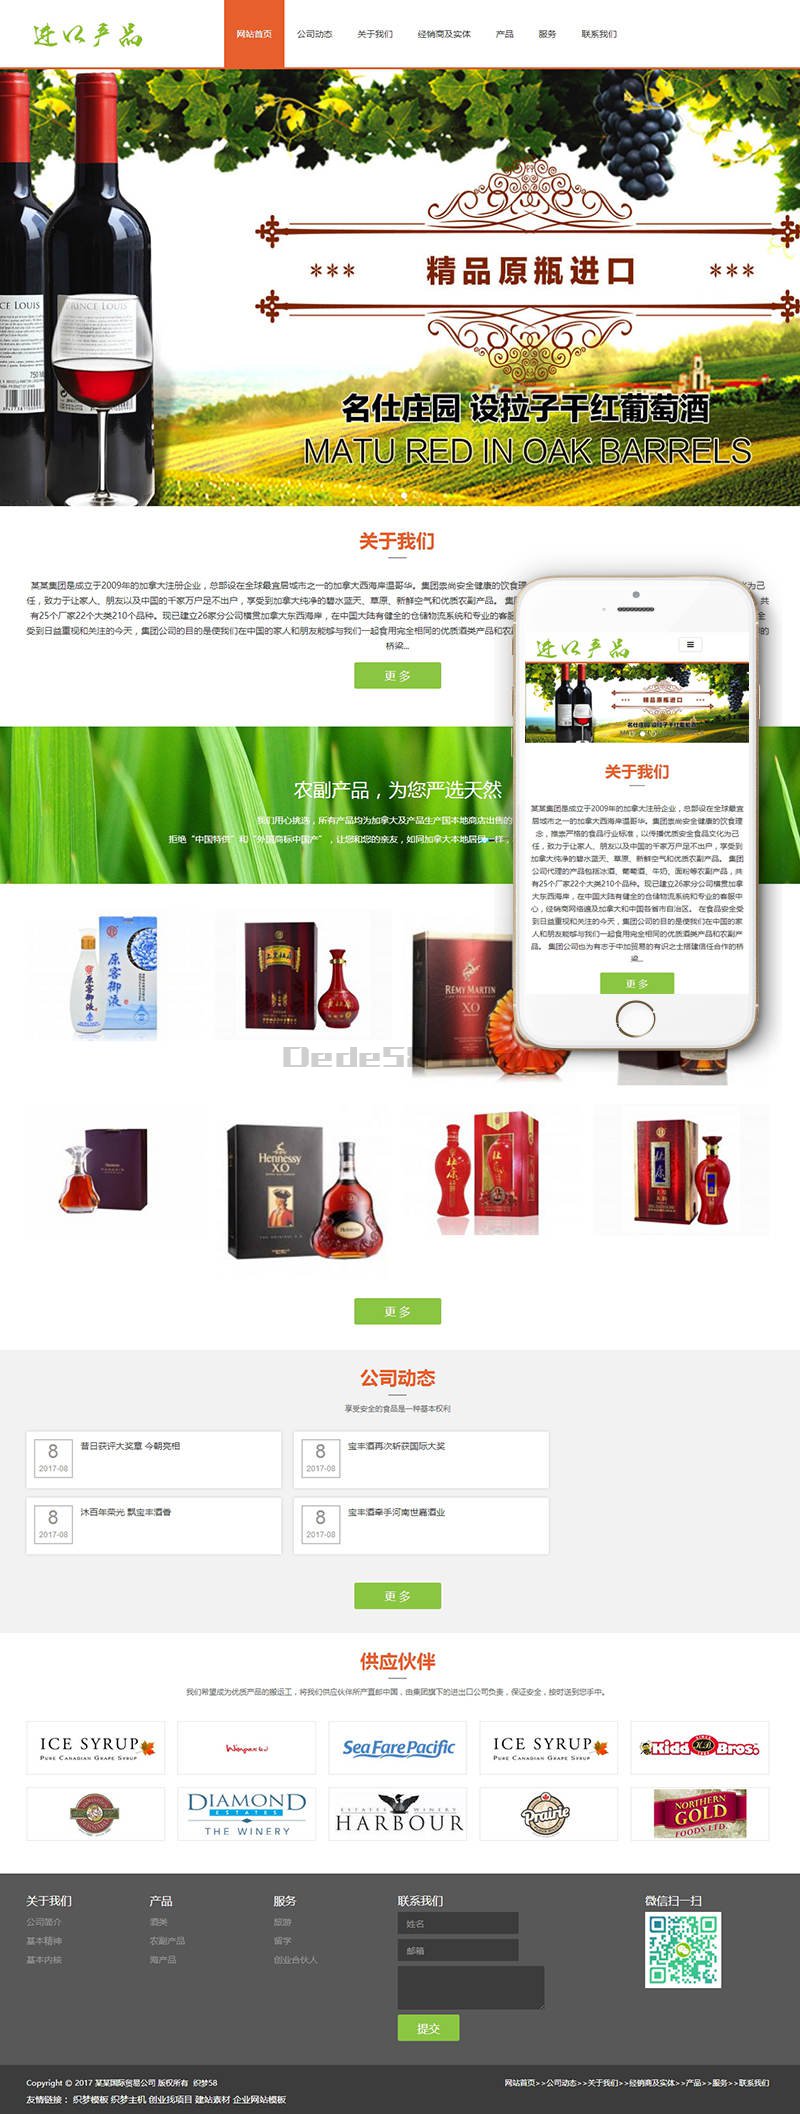 进口产品
网站首页 公司动态 关于我们 经销商及实体 产品 服务 联系我们
精品原瓶进口
*** ***
CE LOUIS PRINCE LOUIS
名仕庄园 设拉子干红葡萄酒
MATU RED IN OAK BARRELS
关于我们
某某集团是成立于2009年的加拿大注册企业，总部设在全球最宜居城市之一的加拿大西海岸温哥华。集团崇尚安全健康的饮食理
为己
任，致力于让家人、朋友以及中国的千家万户足不出户，享受到加拿大纯净的碧水蓝天、草原、新鲜空气和优质农副产品。 集团
共
有25个厂家22个大类210个品种。现已建立26家分公司横贯加拿大东西海岸，在中国大陆有健全的仓储物流系统和专业的客服
安全
受到日益重视和关注的今天，集团公司的目的是使我们在中国的家人和朋友能够与我们一起食用完全相同的优质酒类产品和农
作的
桥梁...
更多
进口产品
精品原瓶进口
名仕庄园 设拉子干红葡萄酒
关于我们
某某集团是成立于2009年的加拿大注册企业，总部设在全球最宜居城市之一的加拿大西海岸温哥华。集团崇尚安全健康的饮食理
念，推崇严格的食品行业标准，以传播优质安全食品文化为己
任，致力于让家人、朋友以及中国的千家万户足不出户，享受到
加拿大纯净的碧水蓝天、草原、新鲜空气和优质农副产品。 集团
公司代理的产品包括冰酒、葡萄酒、牛奶、面粉等农副产品，共
有25个厂家22个大类210个品种。现已建立26家分公司横贯加拿
大东西海岸，在中国大陆有健全的仓储物流系统和专业的客服中
心，经销商网络遍及加拿大和中国各省市自治区。 在食品安全受
到日益重视和关注的今天，集团公司的目的是使我们在中国的家
人和朋友能够与我们一起食用完全相同的优质酒类产品和农副产
品。 集团公司也为有志于中加贸易的有识之士搭建信任合作的桥
梁...
更多
农副产品，为您严选天然
我们用心挑选，所有产品均为加拿大及产品生产国本地商店出售的
拒绝“中国特供”和“外国商标中国产”，让您和您的亲友，如同加拿大本地居民一样，
原窖御液
RÉMY MARTIN
XO
Dede58
Hennessy
X.O
杜康
更多
公司动态
享受安全的食品是一种基本权利
8
2017-08
昔日获评大奖章 今朝亮相
8
2017-08
宝丰酒再次斩获国际大奖
8
2017-08
沐百年荣光 飘宝丰酒香
8
2017-08
宝丰酒牵手河南世嘉酒业
更多
供应伙伴
我们希望成为优质产品的搬运工，将我们供应伙伴所产直邮中国，由集团旗下的进出口公司负责，保证安全，按时送到您手中。
ICE SYRUP
PURE CANADIAN GRAPE SYRUP
Sea Fare Pacific
ICE SYRUP
PURE CANADIAN GRAPE SYRUP
Kidd Bros.
DIAMOND
ESTATES
THE WINERY
ESTATES WINERY
HARBOUR
Prairie
NORTHERN
GOLD
FOODS LTD.
关于我们 产品 服务 联系我们 微信扫一扫
公司简介 酒类 旅游 姓名
基本精神 农副产品 留学 邮箱
基本内核 海产品 创业合伙人
提交
Copyright © 2017 某某国际贸易公司 版权所有 织梦58
网站首页>>公司动态>>关于我们>>经销商及实体>>产品>>服务>>联系我们
友情链接： 织梦模板 织梦主机 创业找项目 建站素材 企业网站模板